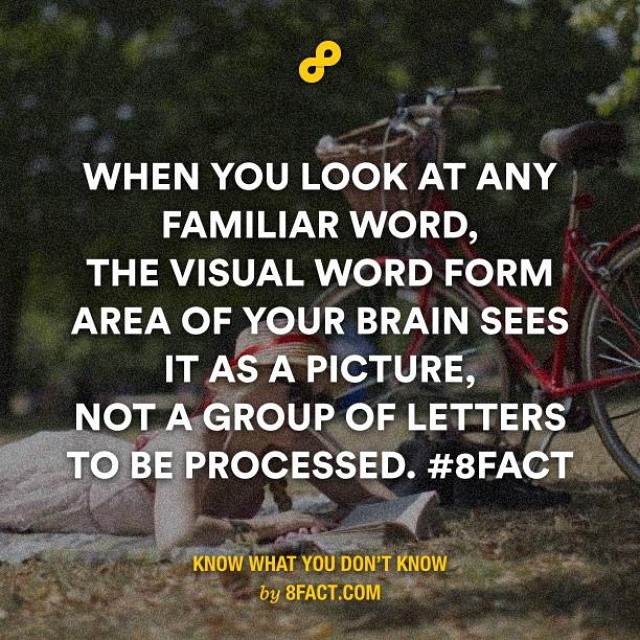 WHEN YOU LOOK AT ANY
FAMILIAR WORD,
THE VISUAL WORD FORM
AREA OF YOUR BRAIN SEES
IT AS A PICTURE,
NOT A GROUP OF LETTERS
TO BE PROCESSED. #8FACT
KNOW WHAT YOU DON'T KNOW
by 8FACT.COM